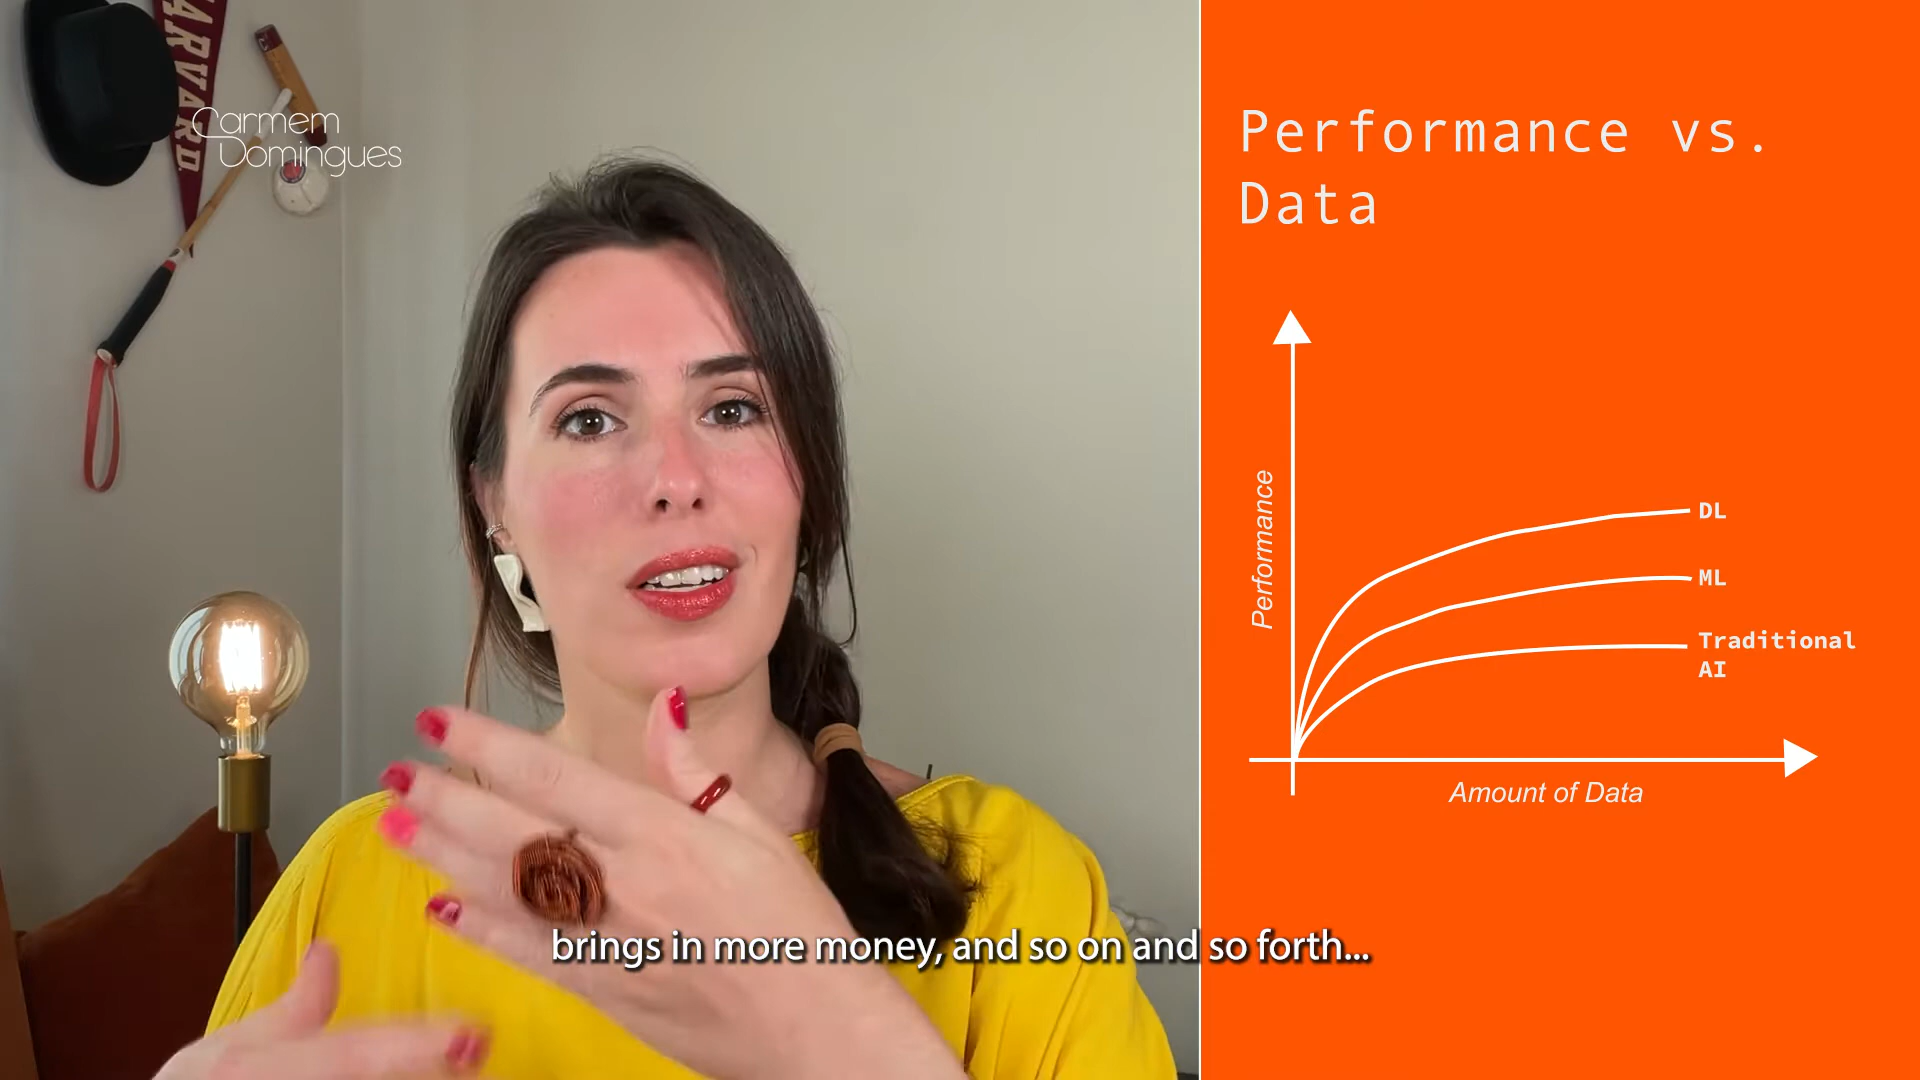 HARVARD
Carmem
Domingues
Performance vs.
Data
Performance
DL
ML
Traditional
AI
Amount of Data
brings in more money, and so on and so forth...